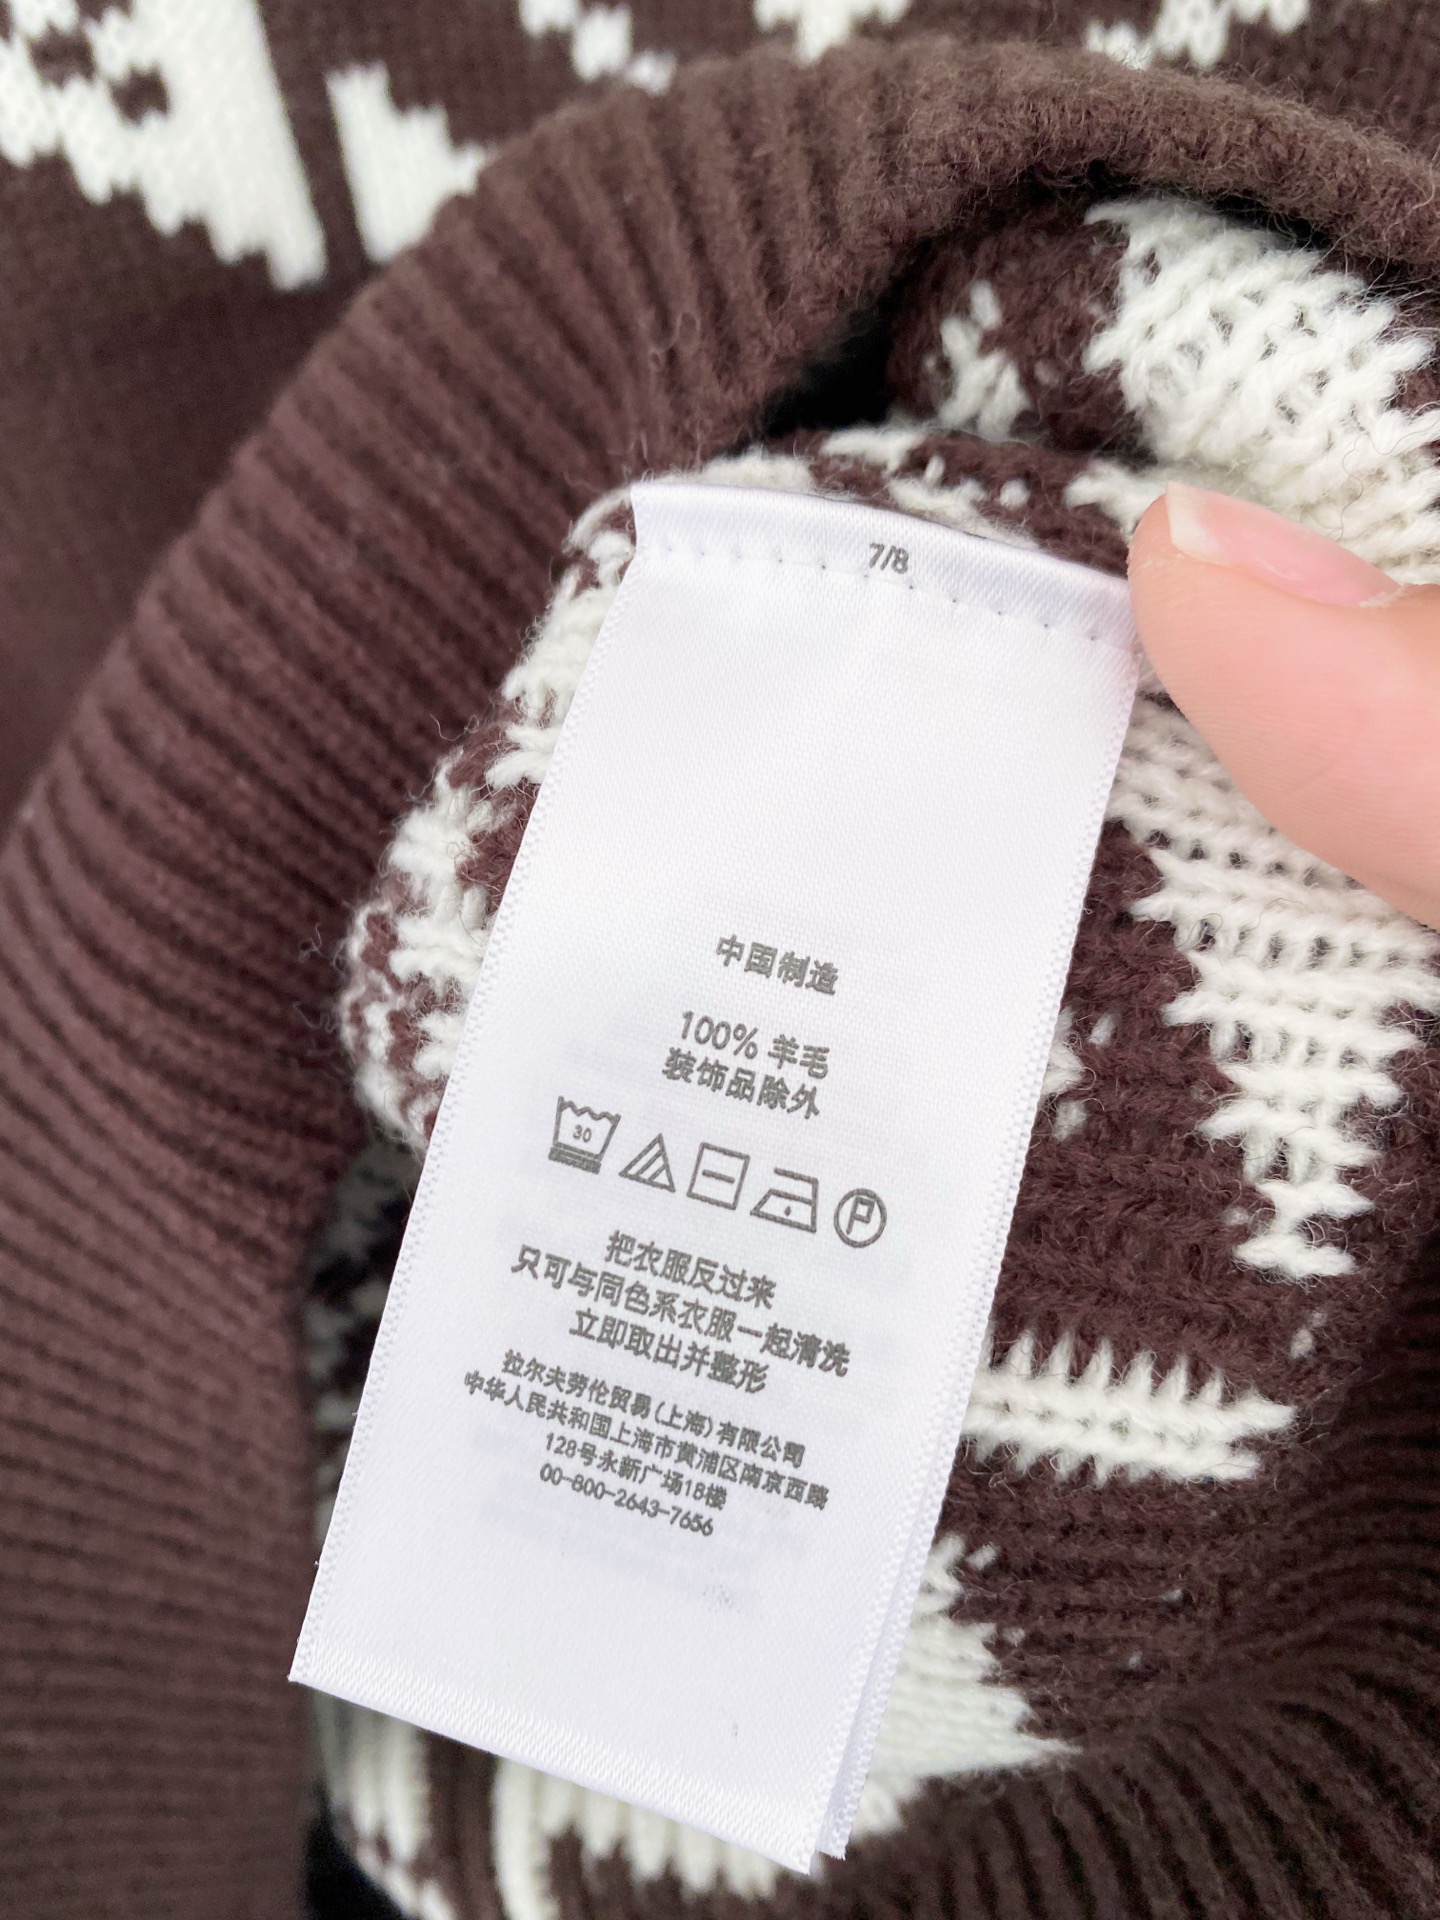 7/8
中国制造
100% 羊毛
装饰品除外
30
P
把衣服反过来
只可与同色系衣服一起清洗
立即取出并整形
拉尔夫劳伦贸易(上海)有限公司
中华人民共和国上海市黄浦区南京西路
128号永新广场18楼
00-800-2643-7656